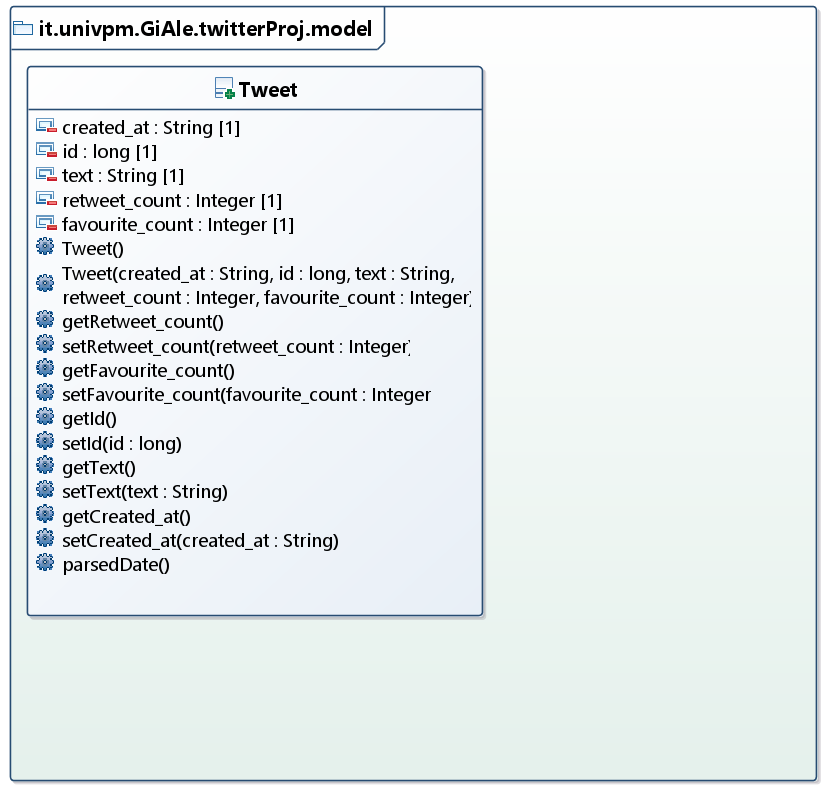 it.univpm.GiAle.twitterProj.model
Tweet
created_at : String [1]
id : long [1]
text : String [1]
retweet_count : Integer [1]
favourite_count : Integer [1]
Tweet()
Tweet(created_at : String, id : long, text : String,
retweet_count : Integer, favourite_count : Integer)
getRetweet_count()
setRetweet_count(retweet_count : Integer)
getFavourite_count()
setFavourite_count(favourite_count : Integer
getId()
setId(id : long)
getText()
setText(text : String)
getCreated_at()
setCreated_at(created_at : String)
parsedDate()